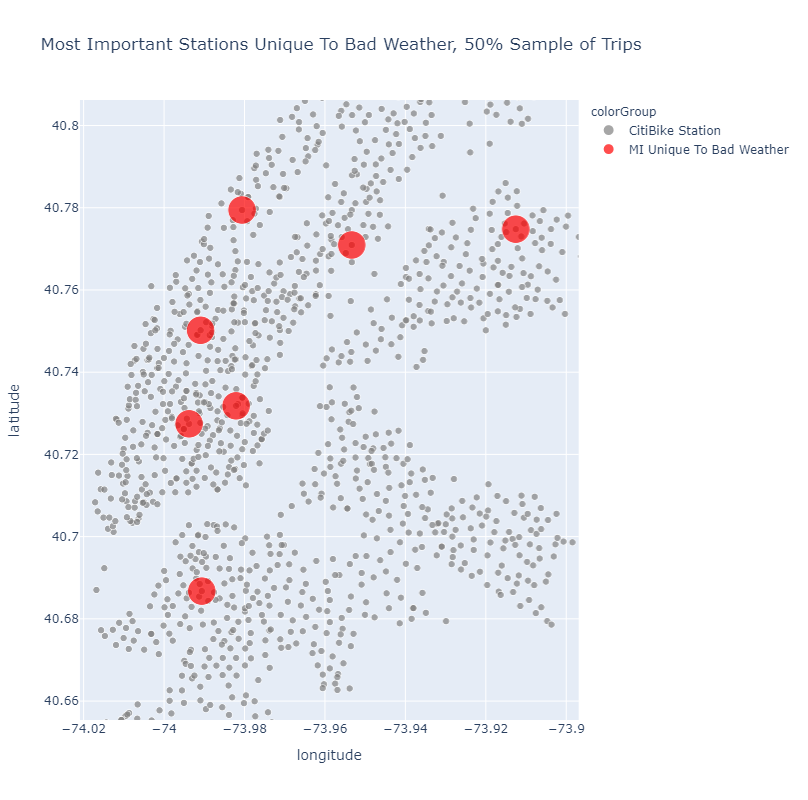 Most Important Stations Unique To Bad Weather, 50% Sample of Trips
colorGroup
CitiBike Station
MI Unique To Bad Weather
latitude
40.8
40.78
40.76
40.74
40.72
40.7
40.68
40.66
−74.02 −74 −73.98 −73.96 −73.94 −73.92 −73.9
longitude